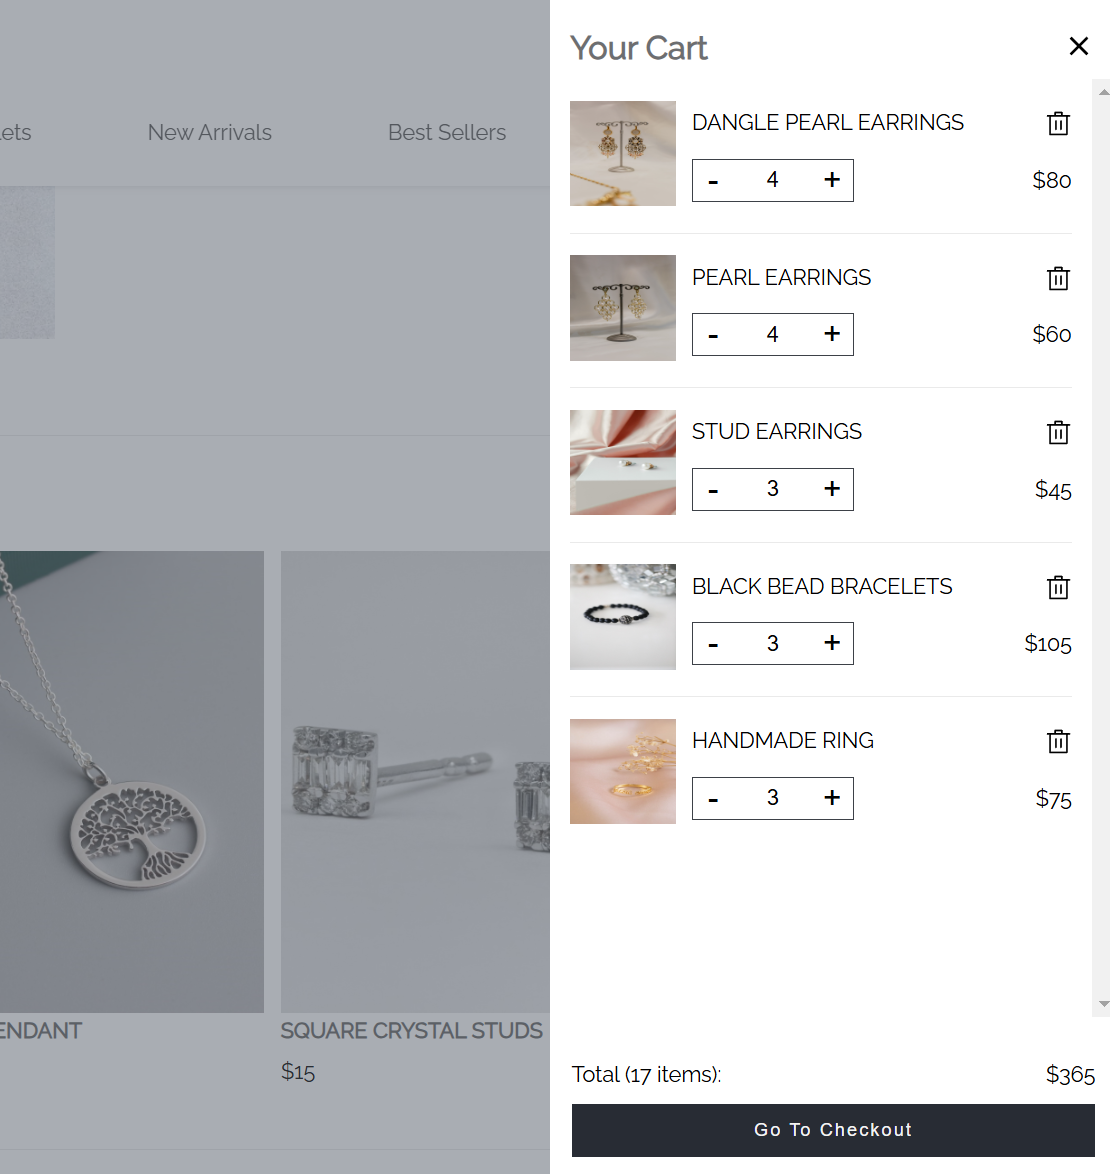 Your Cart
lets
New Arrivals
Best Sellers
DANGLE PEARL EARRINGS
- 4 +
$80
PEARL EARRINGS
- 4 +
$60
STUD EARRINGS
- 3 +
$45
BLACK BEAD BRACELETS
- 3 +
$105
HANDMADE RING
- 3 +
$75
ENDANT
SQUARE CRYSTAL STUDS
$15
Total (17 items):
$365
Go To Checkout